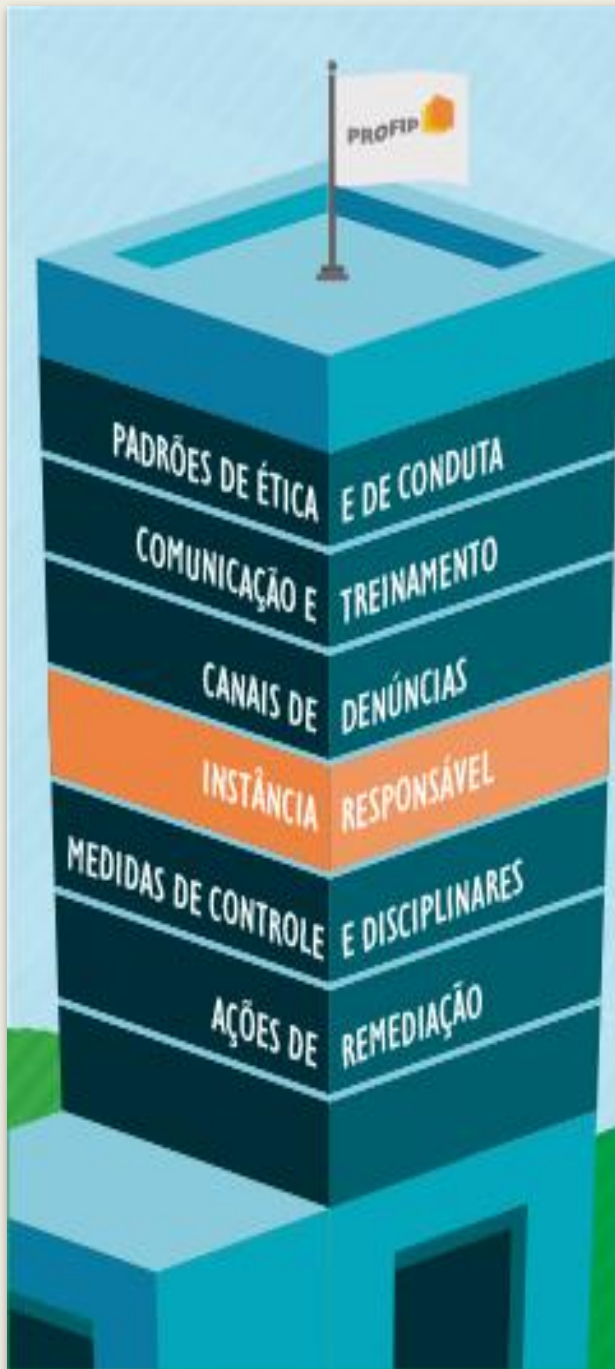 PROFIP
PADRÕES DE ÉTICA E DE CONDUTA
COMUNICAÇÃO E TREINAMENTO
CANAIS DE DENÚNCIAS
INSTÂNCIA RESPONSÁVEL
MEDIDAS DE CONTROLE E DISCIPLINARES
AÇÕES DE REMEDIAÇÃO